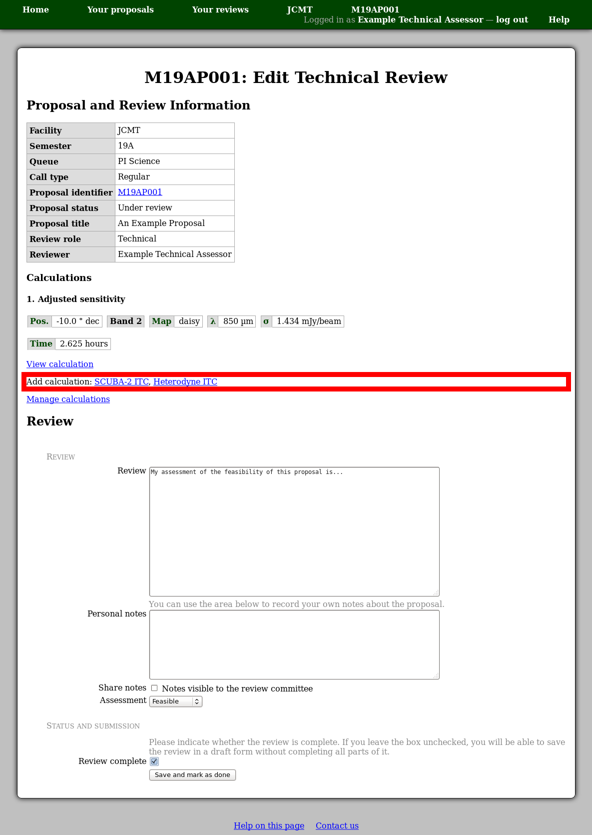 Home Your proposals Your reviews JCMT M19AP001
Logged in as Example Technical Assessor — log out Help
M19AP001: Edit Technical Review
Proposal and Review Information
Facility JCMT
Semester 19A
Queue PI Science
Call type Regular
Proposal identifier M19AP001
Proposal status Under review
Proposal title An Example Proposal
Review role Technical
Reviewer Example Technical Assessor
Calculations
1. Adjusted sensitivity
Pos. -10.0 ° dec Band 2 Map daisy λ 850 µm σ 1.434 mJy/beam
Time 2.625 hours
View calculation
Add calculation: SCUBA-2 ITC, Heterodyne ITC
Manage calculations
Review
Review
Review My assessment of the feasibility of this proposal is...
You can use the area below to record your own notes about the proposal.
Personal notes
Share notes Notes visible to the review committee
Assessment Feasible
Status and submission
Please indicate whether the review is complete. If you leave the box unchecked, you will be able to save
the review in a draft form without completing all parts of it.
Review complete
Save and mark as done
Help on this page Contact us